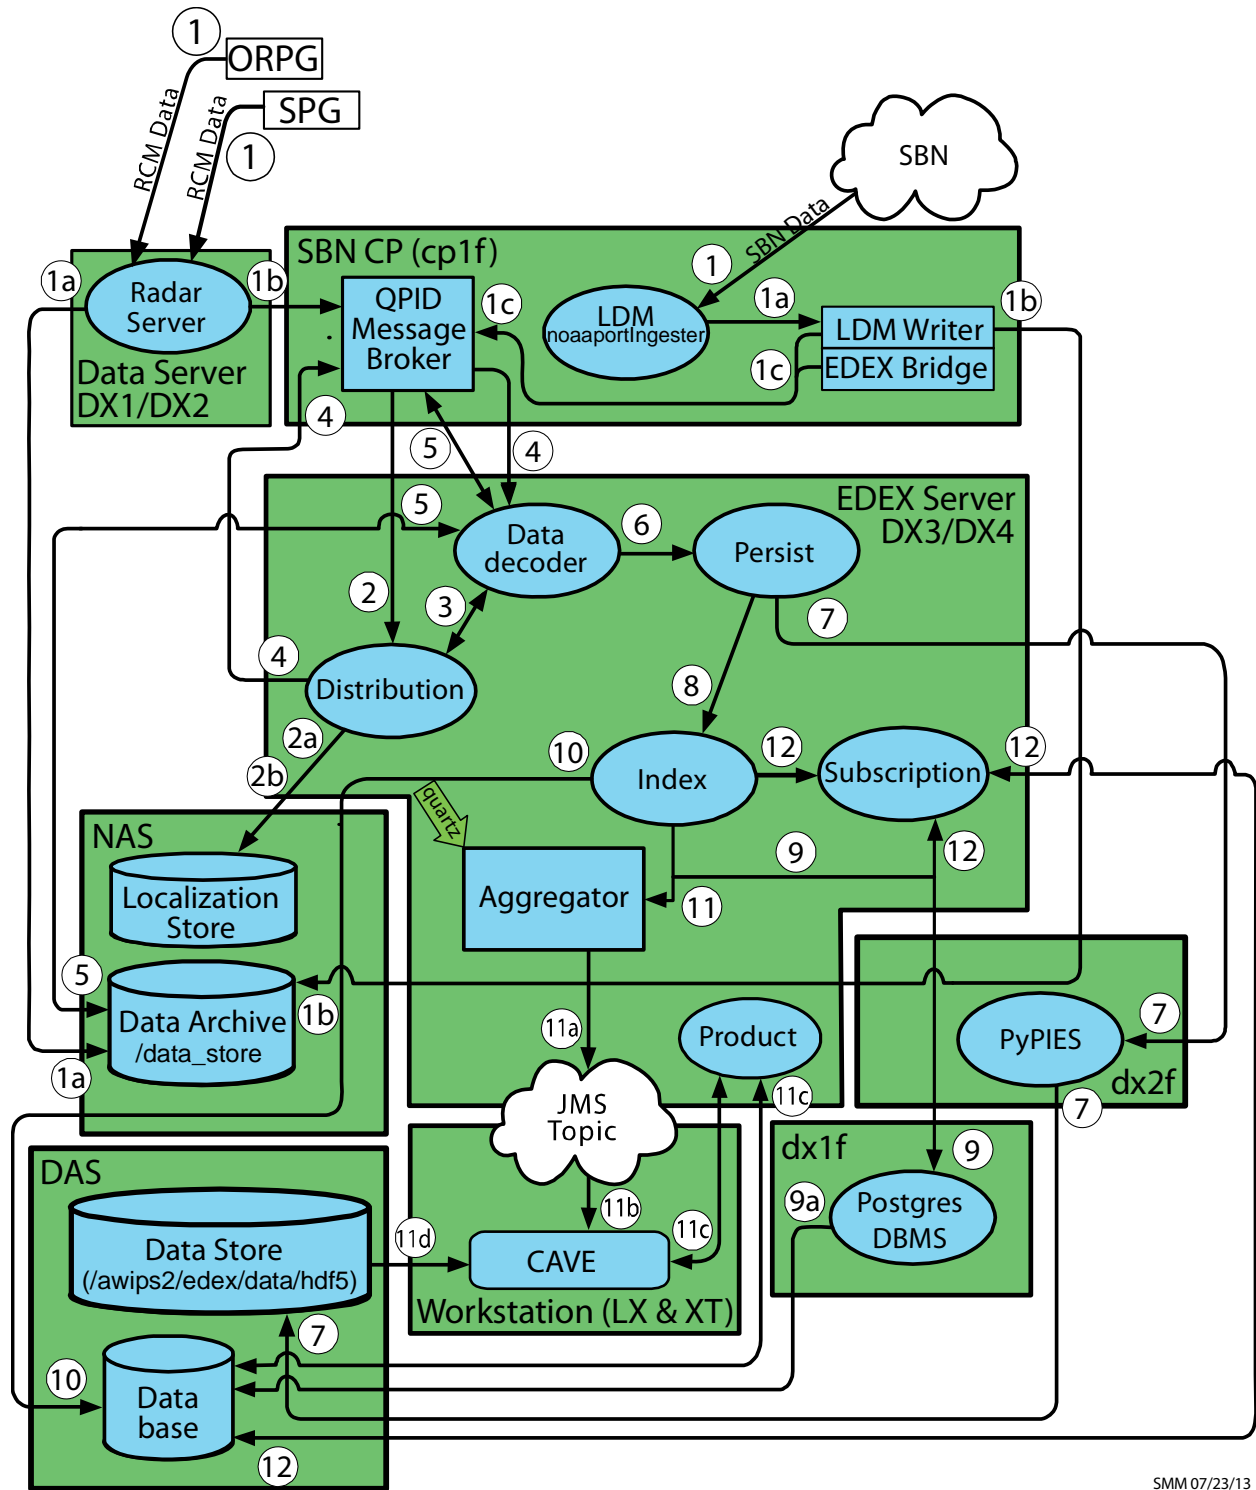 1
ORPG
RCM Data
SPG
RCM Data
1
SBN
SBN Data
SBN CP (cp1f)
1
1a
Radar
Server
1b
QPID
Message
Broker
1c
LDM
noaaportIngester
1a
LDM Writer
EDEX Bridge
1b
1c
Data Server
DX1/DX2
4
5
4
EDEX Server
DX3/DX4
5
Data
decoder
6
Persist
2
3
7
4
Distribution
8
2a
2b
10
Index
12
Subscription
12
quartz
NAS
Localization
Store
Aggregator
9
12
11
5
Data Archive
/data_store
1b
1a
11a
Product
PyPIES
7
dx2f
7
11c
JMS
Topic
dx1f
9
Postgres
DBMS
9a
DAS
Data Store
(/awips2/edex/data/hdf5)
11d
11b
11c
CAVE
Workstation (LX & XT)
7
10
Data
base
12
SMM 07/23/13